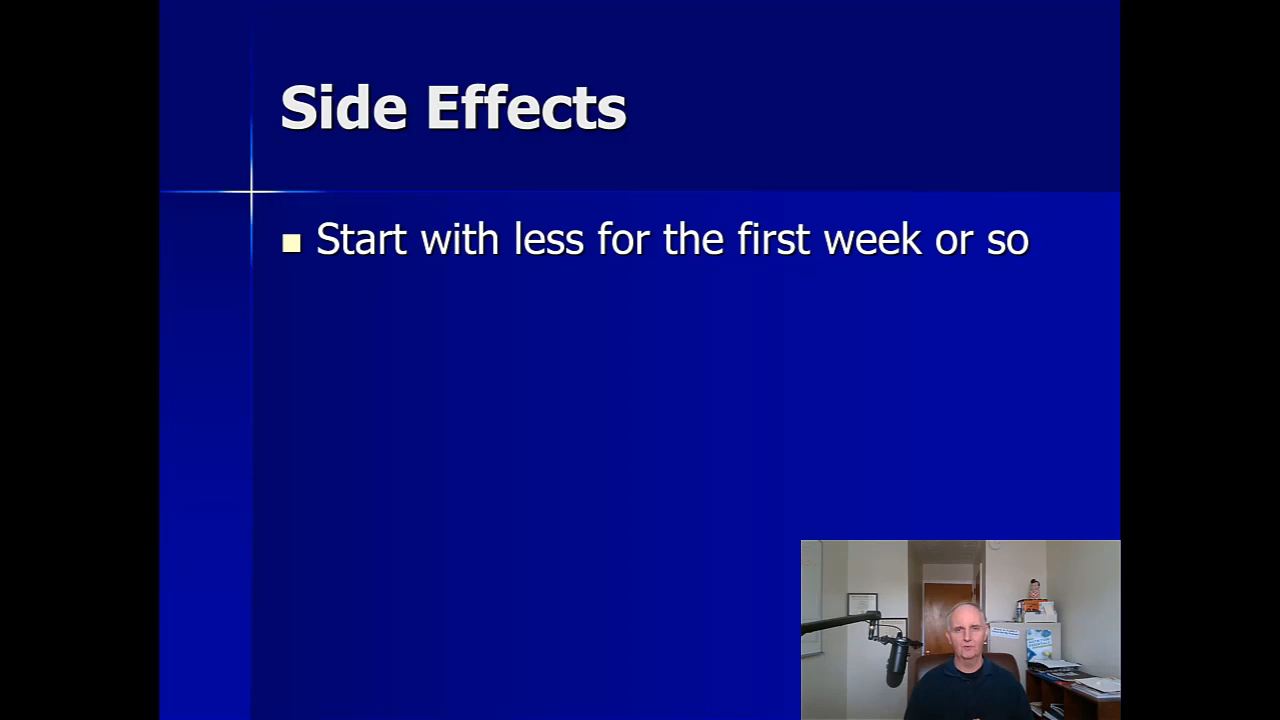 Side Effects
Start with less for the first week or so